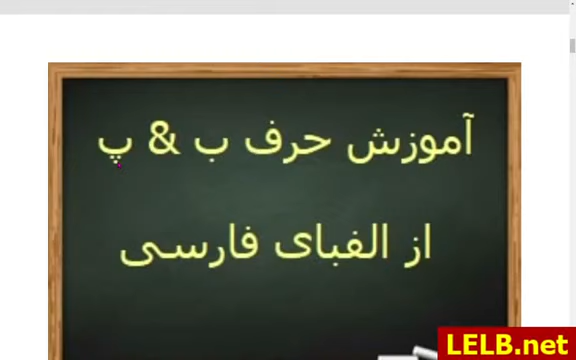 آموزش حرف ب & پ
از الفبای فارسی
LELB.net